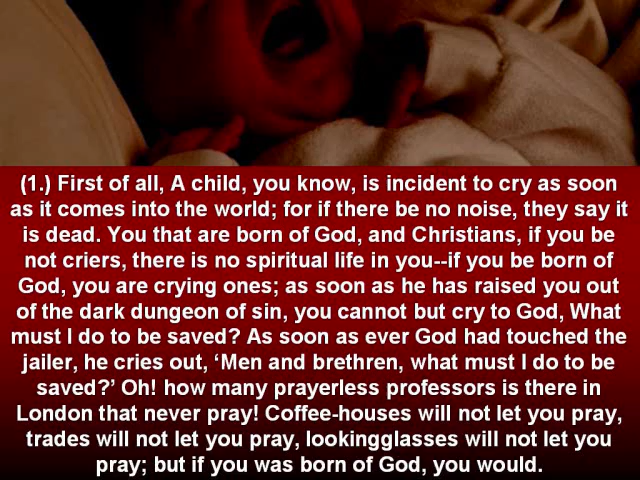 (1.) First of all, A child, you know, is incident to cry as soon
as it comes into the world; for if there be no noise, they say it
is dead. You that are born of God, and Christians, if you be
not criers, there is no spiritual life in you--if you be born of
God, you are crying ones; as soon as he has raised you out
of the dark dungeon of sin, you cannot but cry to God, What
must I do to be saved? As soon as ever God had touched the
jailer, he cries out, ‘Men and brethren, what must I do to be
saved?’ Oh! how many prayerless professors is there in
London that never pray! Coffee-houses will not let you pray,
trades will not let you pray, lookingglasses will not let you
pray; but if you was born of God, you would.